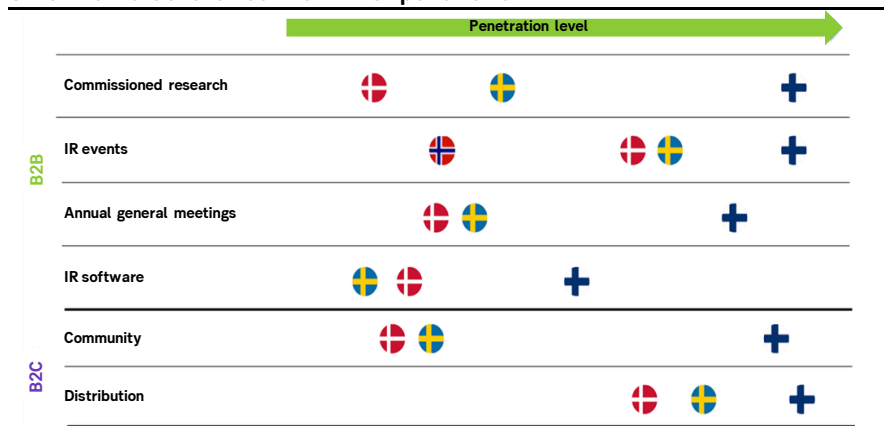 Penetration level
Commissioned research
IR events
B2B
Annual general meetings
IR software
Community
B2C
Distribution